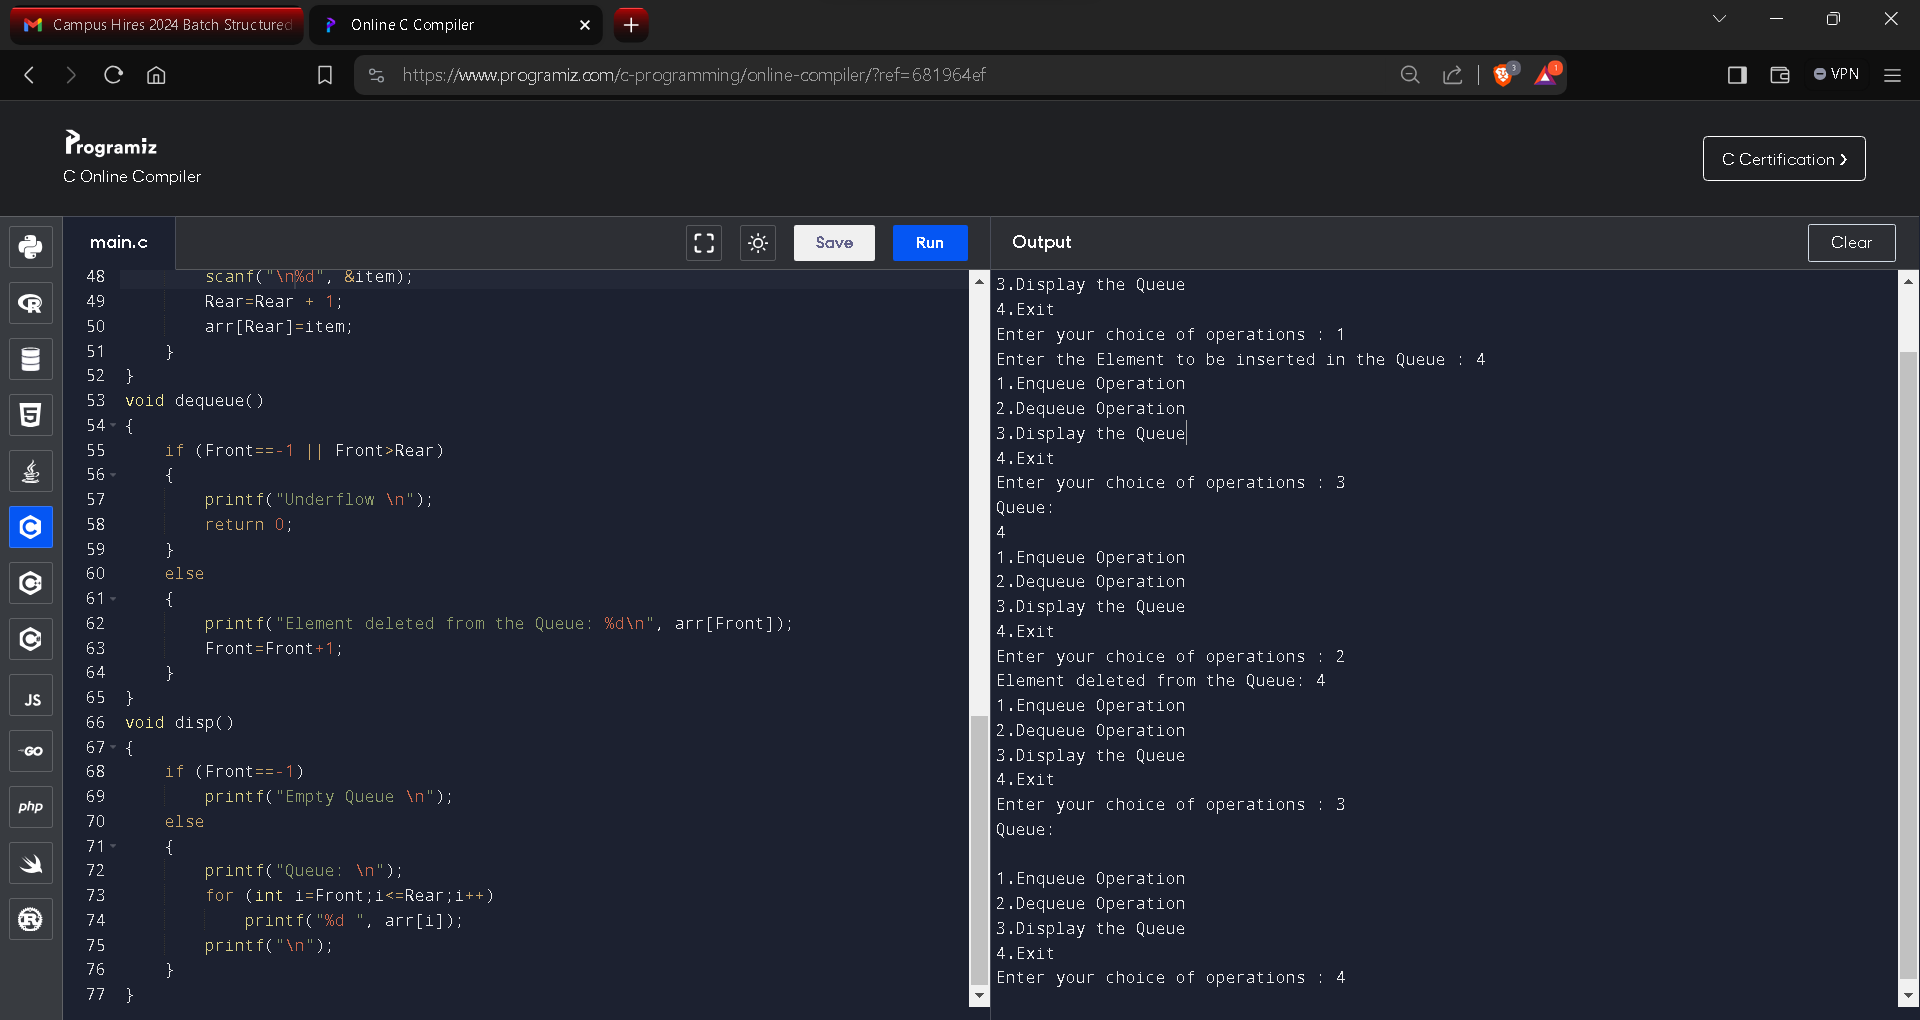 Campus Hires 2024 Batch Structured
Online C Compiler
https://www.programiz.com/c-programming/online-compiler/?ref=681964ef
3
1
VPN
Programiz
C Online Compiler
C Certification >
main.c
Save
Run
Output
Clear
48 scanf("\n%d", &item);
49 Rear=Rear + 1;
50 arr[Rear]=item;
51 }
52 }
53 void dequeue()
54 {
55 if (Front==-1 || Front>Rear)
56 {
57 printf("Underflow \n");
58 return 0;
59 }
60 else
61 {
62 printf("Element deleted from the Queue: %d\n", arr[Front]);
63 Front=Front+1;
64 }
65 }
66 void disp()
67 {
68 if (Front==-1)
69 printf("Empty Queue \n");
70 else
71 {
72 printf("Queue: \n");
73 for (int i=Front;i<=Rear;i++)
74 printf("%d ", arr[i]);
75 printf("\n");
76 }
77 }
JS
GO
php
3.Display the Queue
4.Exit
Enter your choice of operations : 1
Enter the Element to be inserted in the Queue : 4
1.Enqueue Operation
2.Dequeue Operation
3.Display the Queue
4.Exit
Enter your choice of operations : 3
Queue:
4
1.Enqueue Operation
2.Dequeue Operation
3.Display the Queue
4.Exit
Enter your choice of operations : 2
Element deleted from the Queue: 4
1.Enqueue Operation
2.Dequeue Operation
3.Display the Queue
4.Exit
Enter your choice of operations : 3
Queue:
1.Enqueue Operation
2.Dequeue Operation
3.Display the Queue
4.Exit
Enter your choice of operations : 4